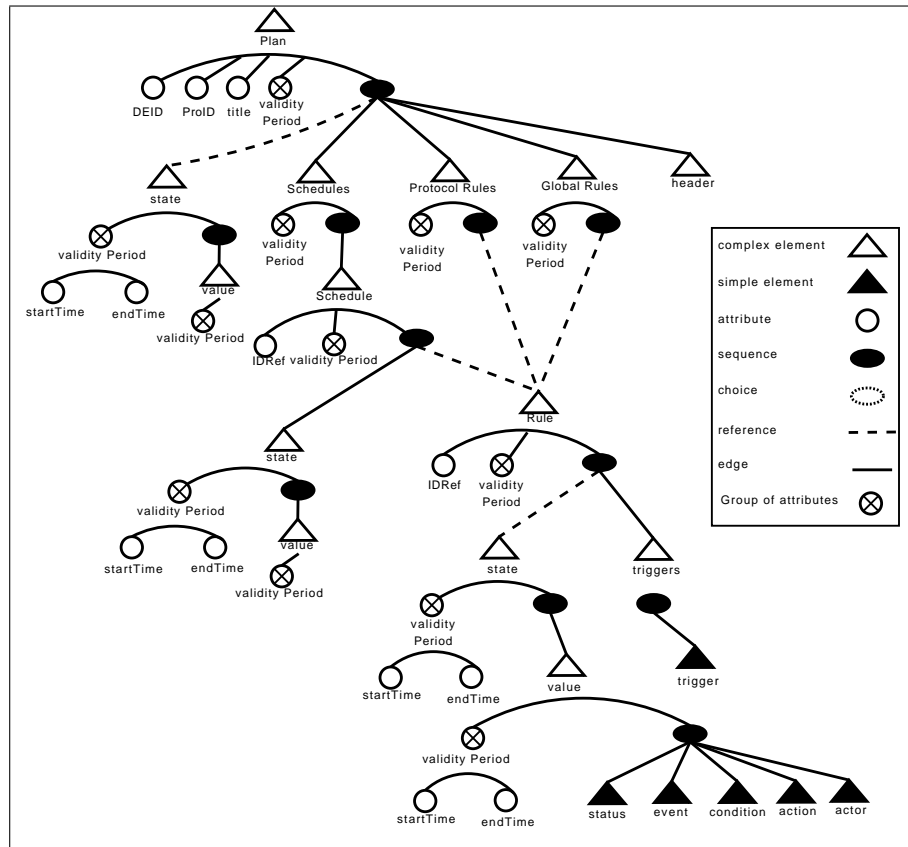 Plan
DEID
ProID
title
validity
Period
state
Schedules
Protocol Rules
Global Rules
header
validity Period
validity
Period
validity
Period
validity
Period
startTime
endTime
value
validity Period
Schedule
IDRef
validity Period
Rule
state
IDRef
validity
Period
validity Period
startTime
endTime
value
validity Period
state
triggers
validity
Period
startTime
endTime
value
trigger
validity Period
startTime
endTime
status
event
condition
action
actor
complex element
simple element
attribute
sequence
choice
reference
edge
Group of attributes